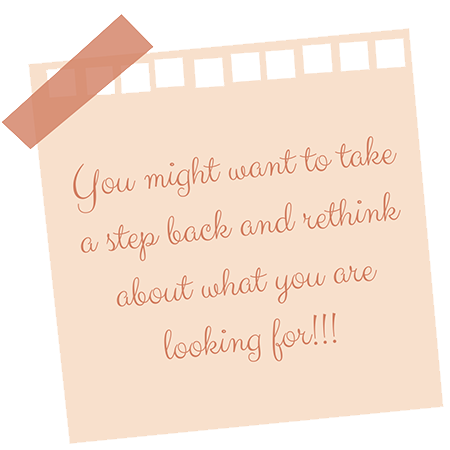 You might want to take
a step back and rethink
about what you are
looking for!!!